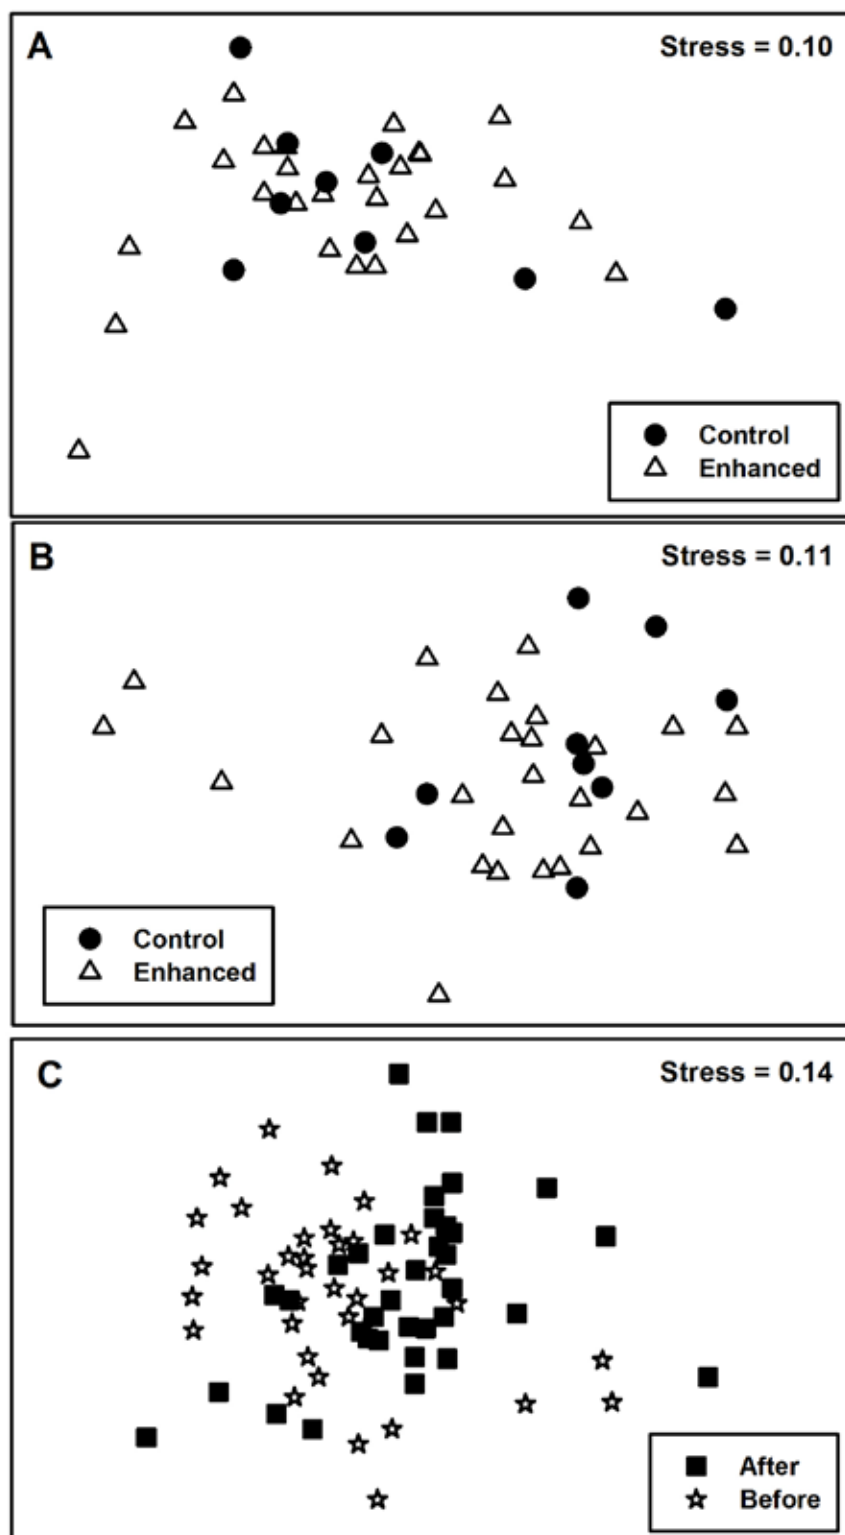 A
Stress = 0.10
Control
Enhanced
B
Stress = 0.11
Control
Enhanced
C
Stress = 0.14
After
Before